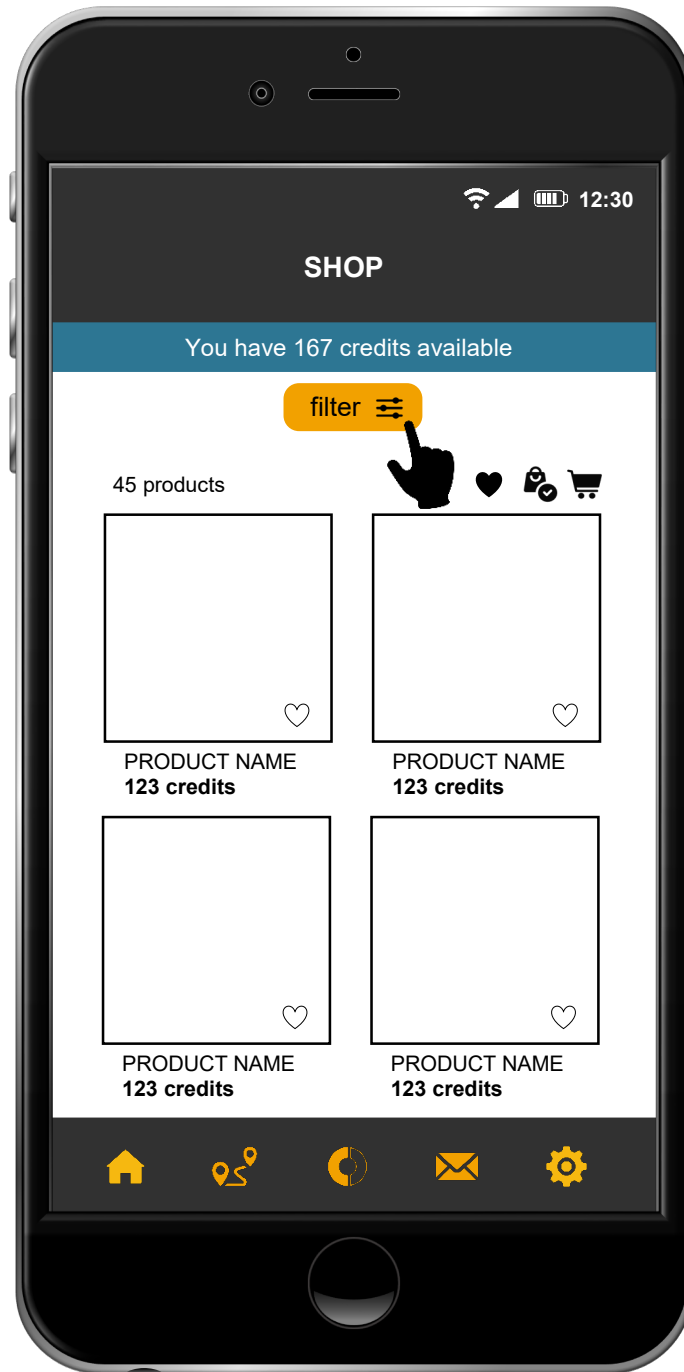 12:30
SHOP
You have 167 credits available
filter
45 products
PRODUCT NAME
123 credits
PRODUCT NAME
123 credits
PRODUCT NAME
123 credits
PRODUCT NAME
123 credits